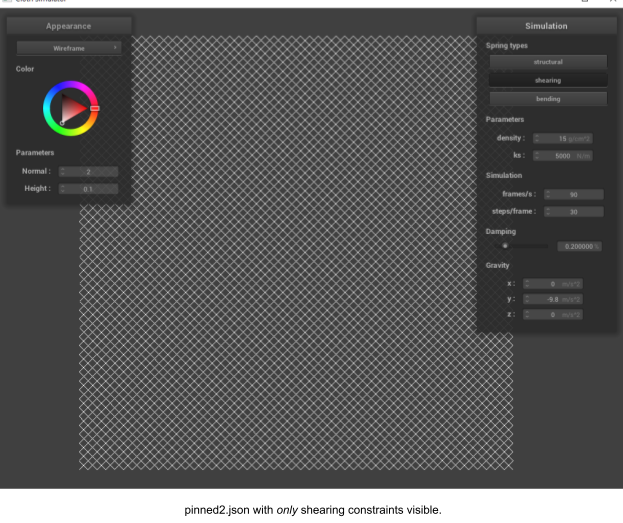 Appearance
Wireframe
Color
Parameters
Normal : 2
Height : 0.1
Simulation
Spring types
structural
shearing
bending
Parameters
density : 15 g/cm^2
ks : 5000 N/m
Simulation
frames/s : 90
steps/frame : 30
Damping
0.200000 %
Gravity
x : 0 m/s^2
y : -9.8 m/s^2
z : 0 m/s^2
pinned2.json with only shearing constraints visible.